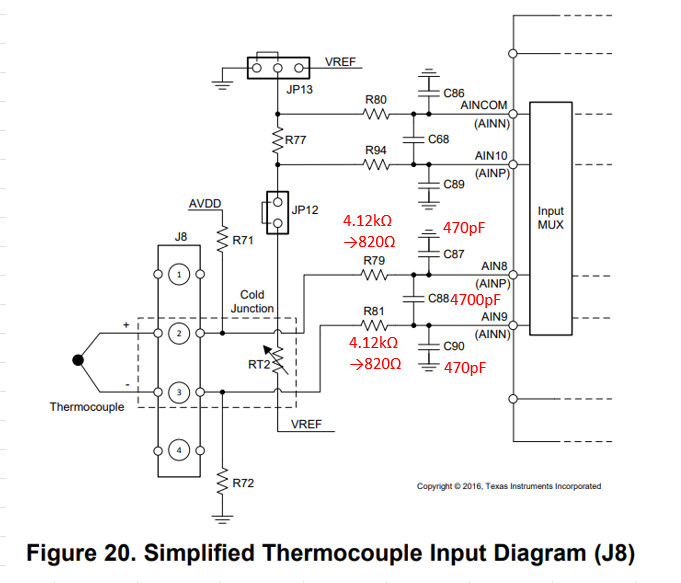 VREF
JP13
R80
C86
AINCOM
(AINN)
R77
C68
R94
AIN10
(AINP)
C89
JP12
Input
MUX
AVDD
4.12kΩ
→820Ω
470pF
J8
R71
C87
R79
AIN8
(AINP)
1
Cold
Junction
C88
4700pF
R81
AIN9
(AINN)
+
2
4.12kΩ
→820Ω
C90
470pF
RT2
-
3
Thermocouple
VREF
4
R72
Copyright © 2016, Texas Instruments Incorporated
Figure 20. Simplified Thermocouple Input Diagram (J8)